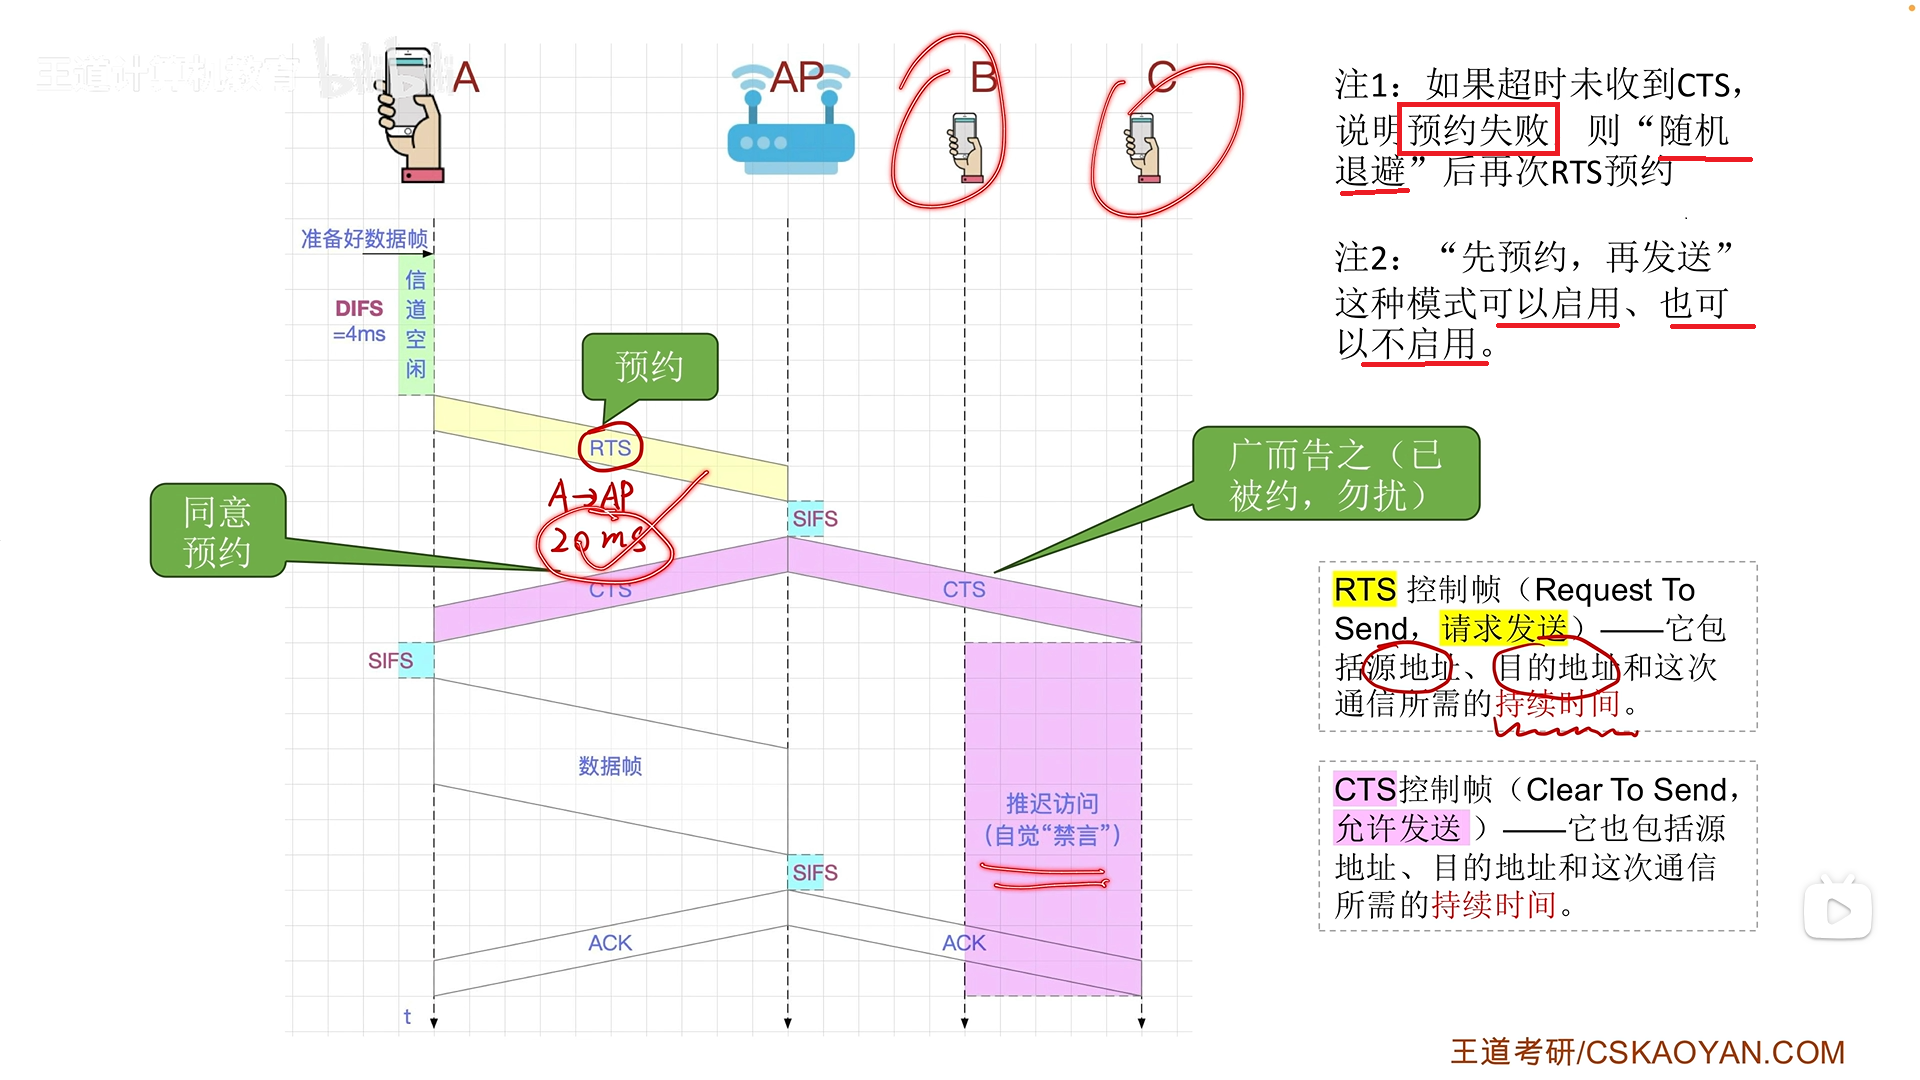 王道计算机教育 bilibili
A
AP
B
C
准备好数据帧
DIFS
=4ms
信
道
空
闲
预约
RTS
A→AP
20ms
SIFS
同意
预约
广而告之（已
被约，勿扰）
CTS
CTS
SIFS
数据帧
推迟访问
（自觉“禁言”）
SIFS
ACK
ACK
t
注1：如果超时未收到CTS，
说明预约失败 则“随机
退避”后再次RTS预约
注2：“先预约，再发送”
这种模式可以启用、也可
以不启用。
RTS 控制帧（Request To
Send，请求发送）——它包
括源地址、目的地址和这次
通信所需的持续时间。
CTS控制帧（Clear To Send，
允许发送 ）——它也包括源
地址、目的地址和这次通信
所需的持续时间。
王道考研/CSKAOYAN.COM